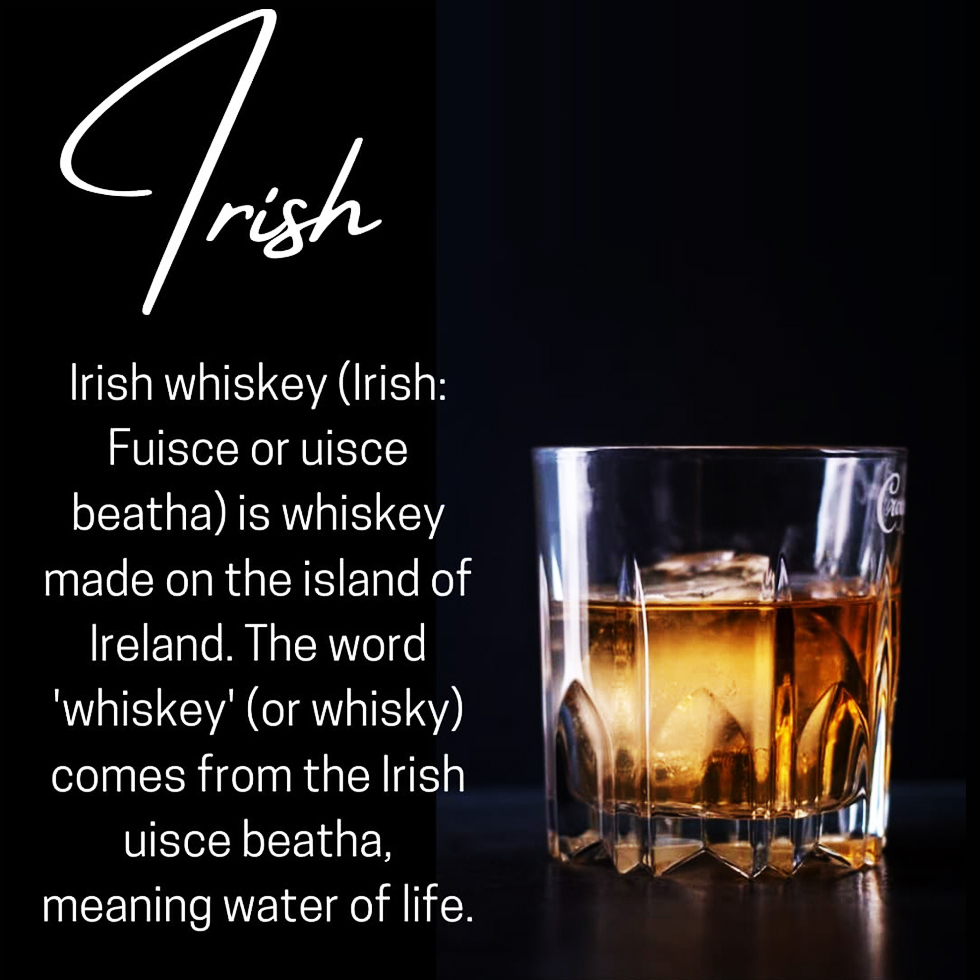 Irish
Irish whiskey (Irish:
Fuisce or uisce
beatha) is whiskey
made on the island of
Ireland. The word
'whiskey' (or whisky)
comes from the Irish
uisce beatha,
meaning water of life.